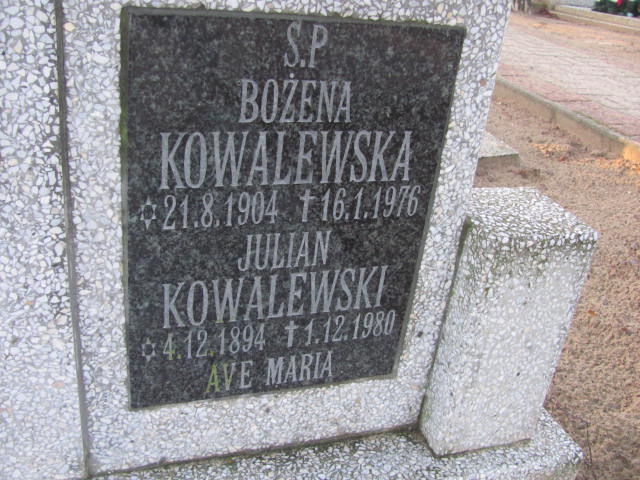 Ś.P
BOŻENA
KOWALEWSKA
✡ 21.8.1904 ✝ 16.1.1976
JULIAN
KOWALEWSKI
✡ 4.12.1894 ✝ 1.12.1980
AVE MARIA